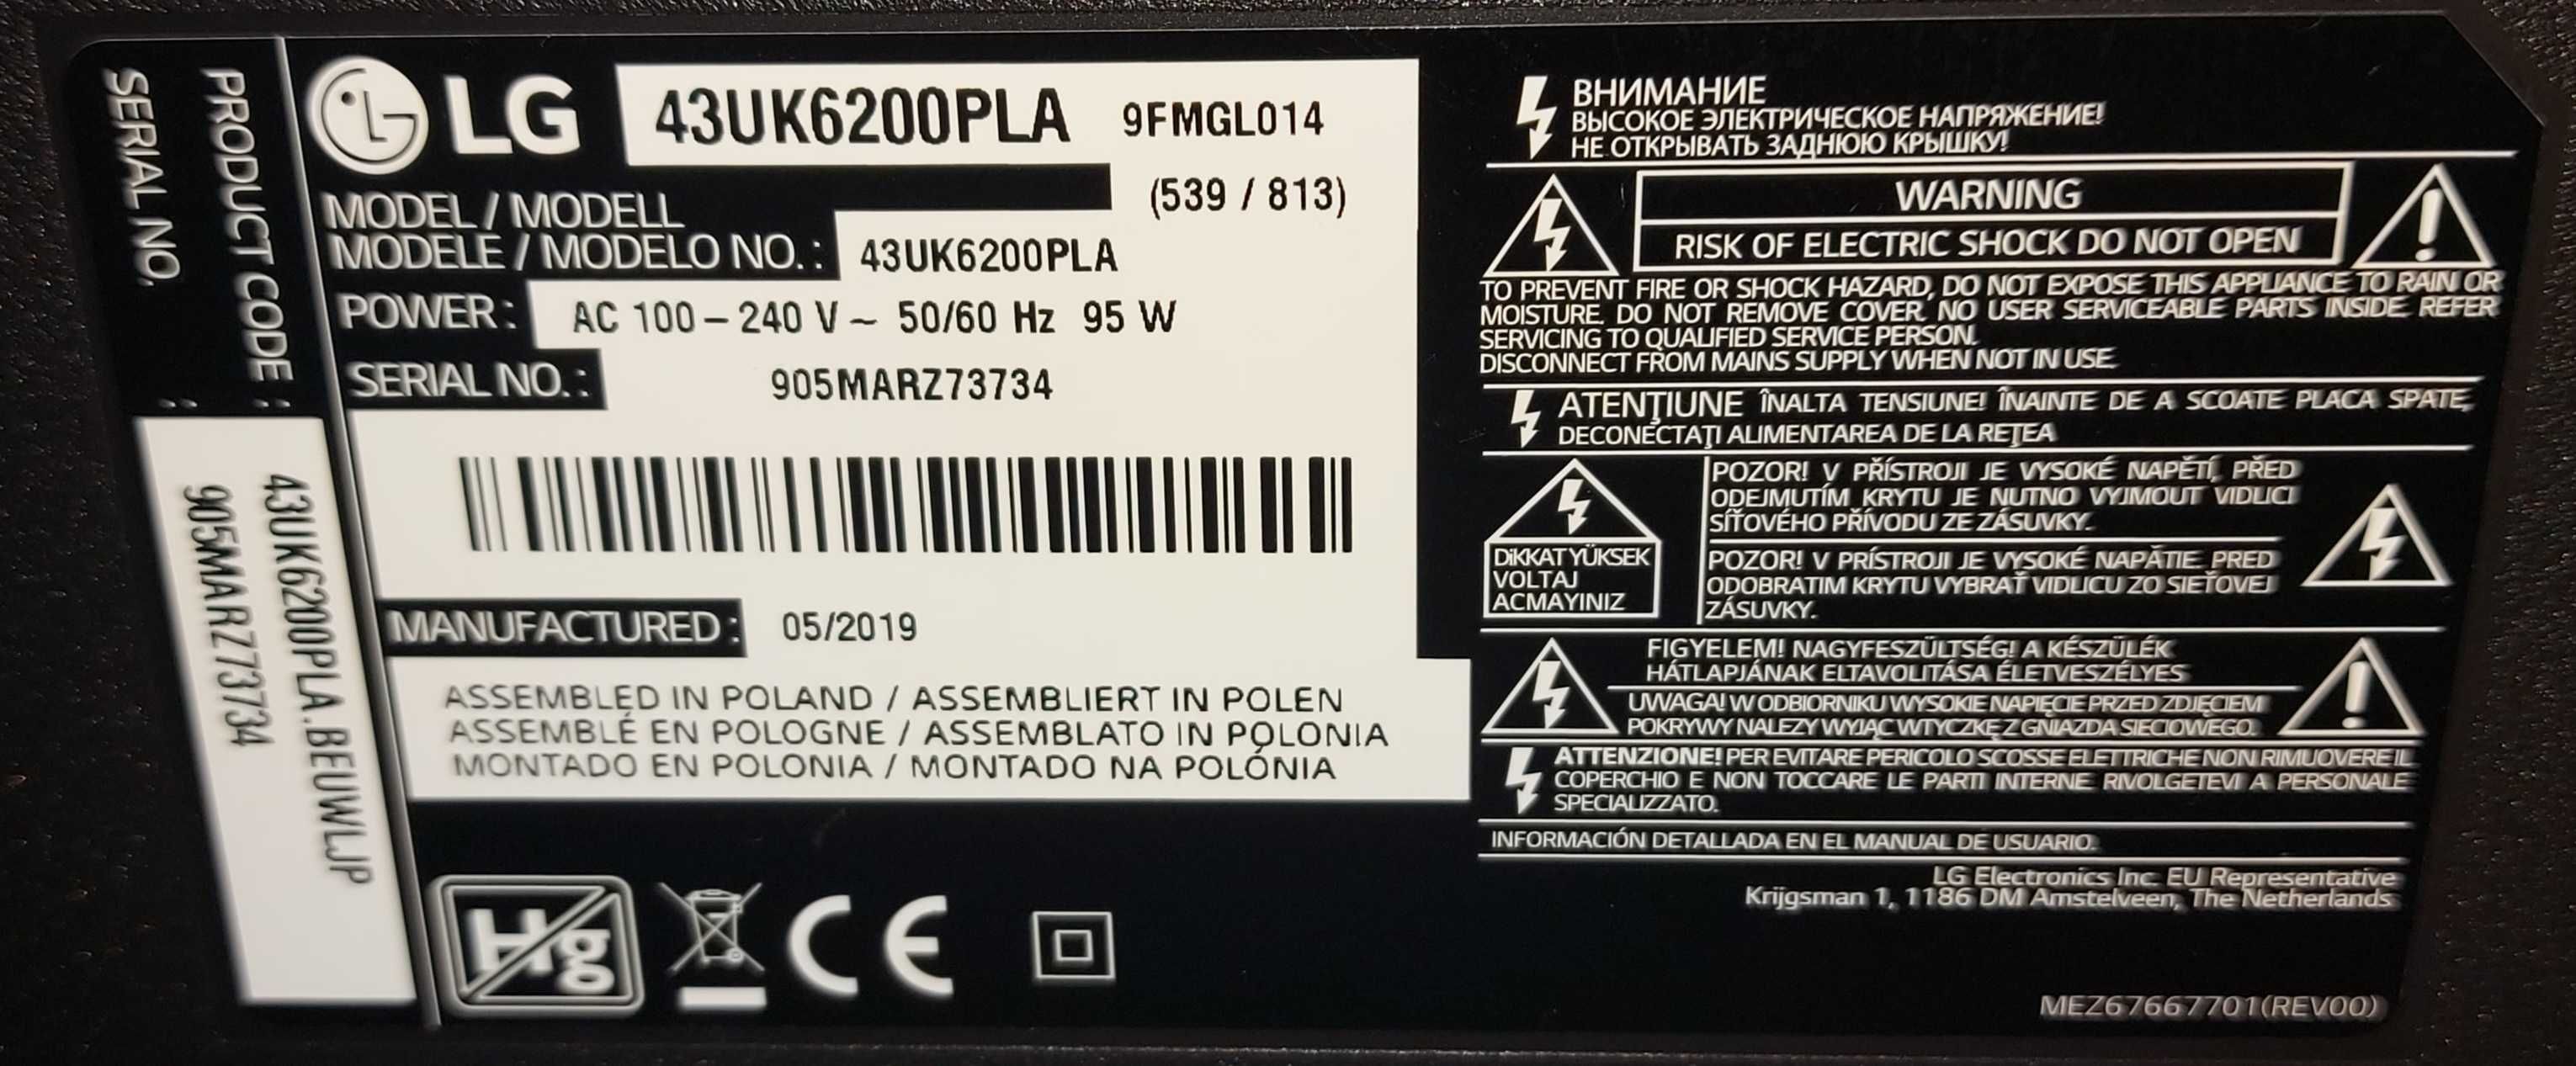 SERIAL NO. : 905MARZ73734
PRODUCT CODE : 43UK6200PLA.BEUWLJP
LG 43UK6200PLA 9FMGL014
(539 / 813)
MODEL / MODELL
MODELE / MODELO NO. : 43UK6200PLA
POWER : AC 100 – 240 V ~ 50/60 Hz 95 W
SERIAL NO. : 905MARZ73734
MANUFACTURED : 05/2019
ASSEMBLED IN POLAND / ASSEMBLIERT IN POLEN
ASSEMBLÉ EN POLOGNE / ASSEMBLATO IN POLONIA
MONTADO EN POLONIA / MONTADO NA POLÓNIA
Hg
CE
ВНИМАНИЕ
ВЫСОКОЕ ЭЛЕКТРИЧЕСКОЕ НАПРЯЖЕНИЕ!
НЕ ОТКРЫВАТЬ ЗАДНЮЮ КРЫШКУ!
WARNING
RISK OF ELECTRIC SHOCK DO NOT OPEN
TO PREVENT FIRE OR SHOCK HAZARD, DO NOT EXPOSE THIS APPLIANCE TO RAIN OR
MOISTURE. DO NOT REMOVE COVER. NO USER SERVICEABLE PARTS INSIDE. REFER
SERVICING TO QUALIFIED SERVICE PERSON.
DISCONNECT FROM MAINS SUPPLY WHEN NOT IN USE.
ATENŢIUNE ÎNALTA TENSIUNE! ÎNAINTE DE A SCOATE PLACA SPATE,
DECONECTAŢI ALIMENTAREA DE LA REŢEA
DiKKAT YÜKSEK
VOLTAJ
ACMAYINIZ
POZOR! V PŘÍSTROJI JE VYSOKÉ NAPĚTÍ, PŘED
ODEJMUTÍM KRYTU JE NUTNO VYJMOUT VIDLICI
SÍŤOVÉHO PŘÍVODU ZE ZÁSUVKY.
POZOR! V PRÍSTROJI JE VYSOKÉ NAPÄTIE. PRED
ODOBRATIM KRYTU VYBRAŤ VIDLICU ZO SIEŤOVEJ
ZÁSUVKY.
FIGYELEM! NAGYFESZÜLTSÉG! A KÉSZÜLÉK
HÁTLAPJÁNAK ELTAVOLITÁSA ÉLETVESZÉLYES
UWAGA! W ODBIORNIKU WYSOKIE NAPIĘCIE PRZED ZDJĘCIEM
POKRYWY NALEZY WYJĄC WTYCZKĘ Z GNIAZDA SIECIOWEGO.
ATTENZIONE! PER EVITARE PERICOLO SCOSSE ELETTRICHE NON RIMUOVERE IL
COPERCHIO E NON TOCCARE LE PARTI INTERNE. RIVOLGETEVI A PERSONALE
SPECIALIZZATO.
INFORMACIÓN DETALLADA EN EL MANUAL DE USUARIO.
LG Electronics Inc. EU Representative
Krijgsman 1, 1186 DM Amstelveen, The Netherlands
MEZ67667701(REV00)